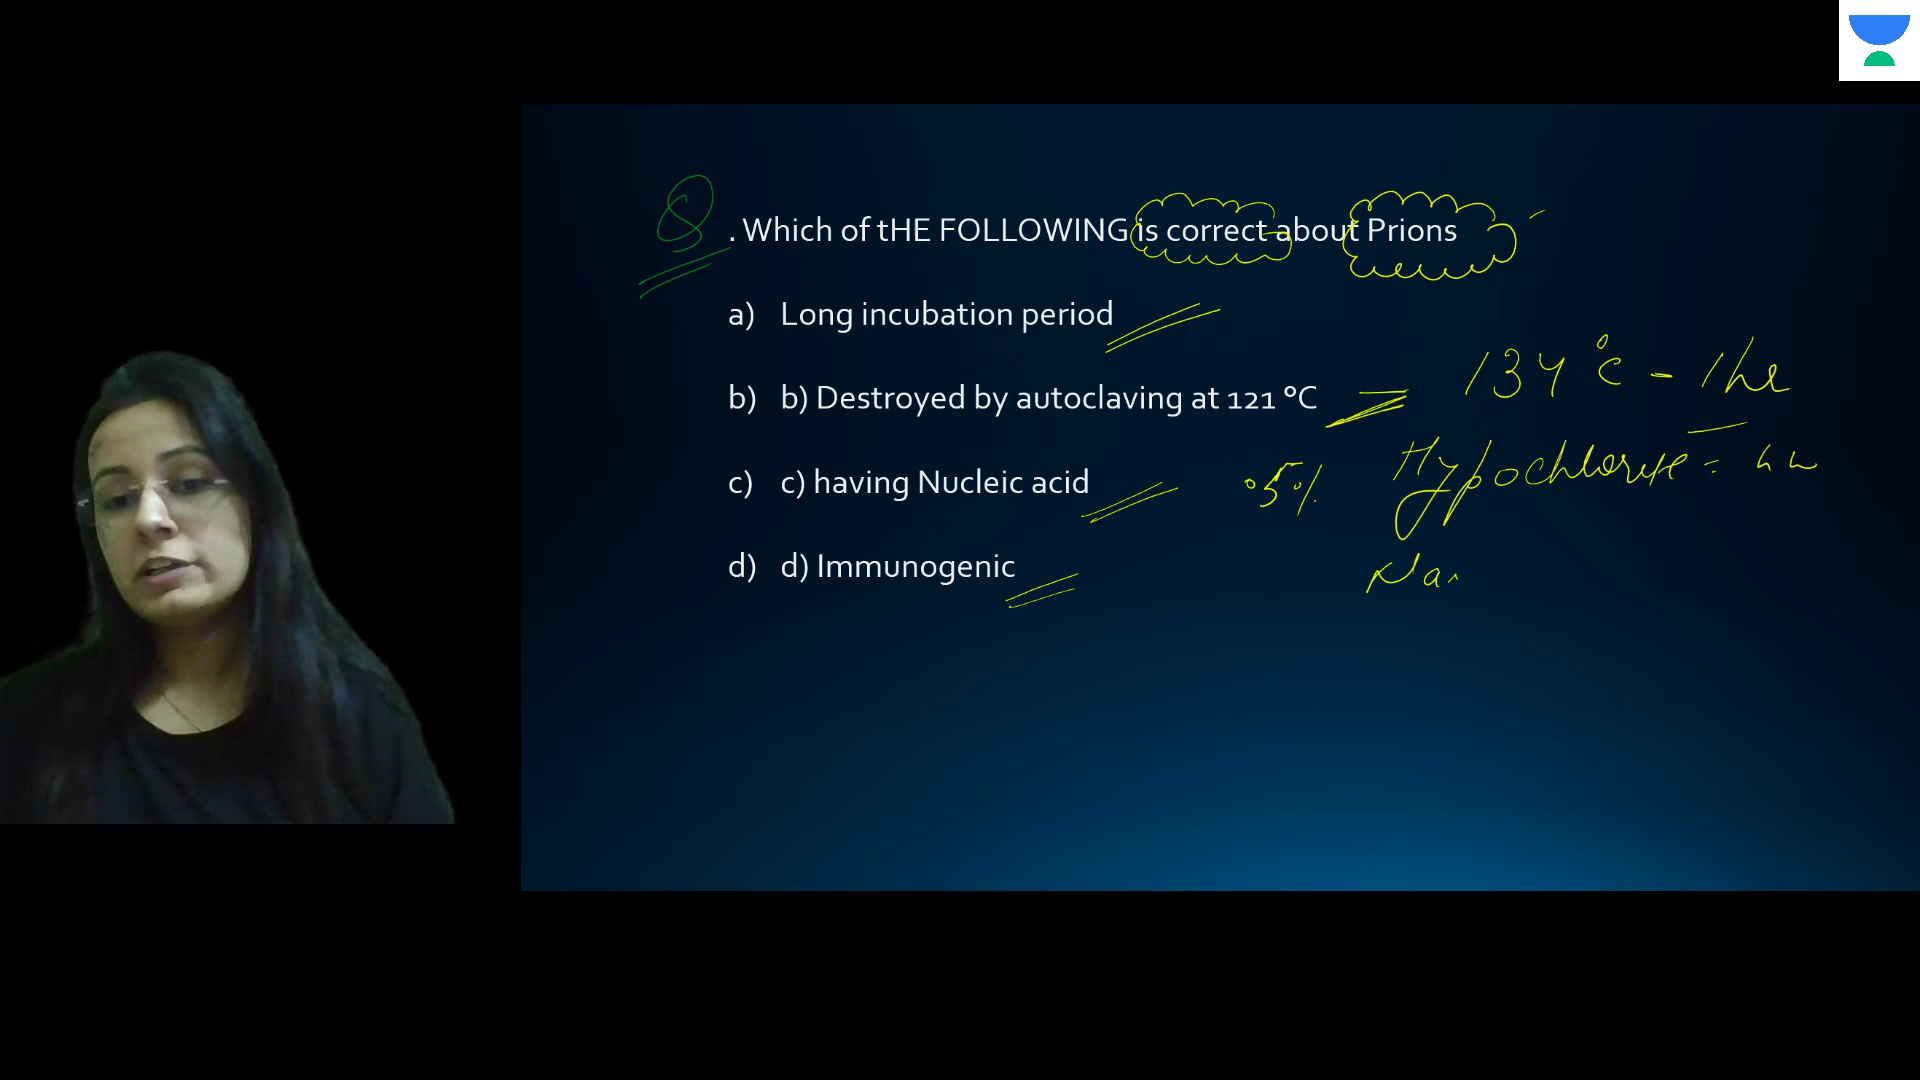 8 . Which of tHE FOLLOWING is correct about Prions
a) Long incubation period
b) b) Destroyed by autoclaving at 121 °C
134°c - 1hr
c) c) having Nucleic acid
.5% Hypochlorite =
d) d) Immunogenic
Na